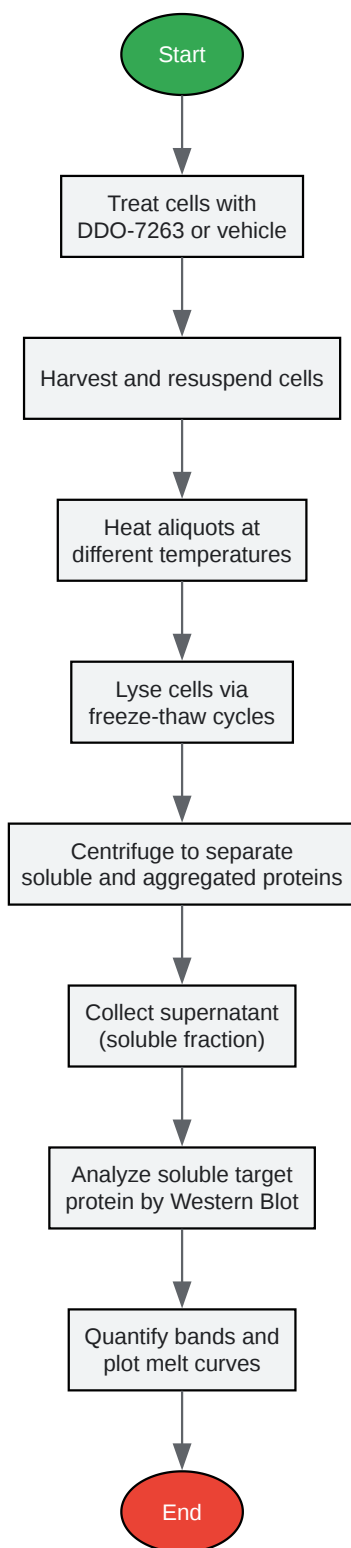 Start
Treat cells with
DDO-7263 or vehicle
Harvest and resuspend cells
Heat aliquots at
different temperatures
Lyse cells via
freeze-thaw cycles
Centrifuge to separate
soluble and aggregated proteins
Collect supernatant
(soluble fraction)
Analyze soluble target
protein by Western Blot
Quantify bands and
plot melt curves
End